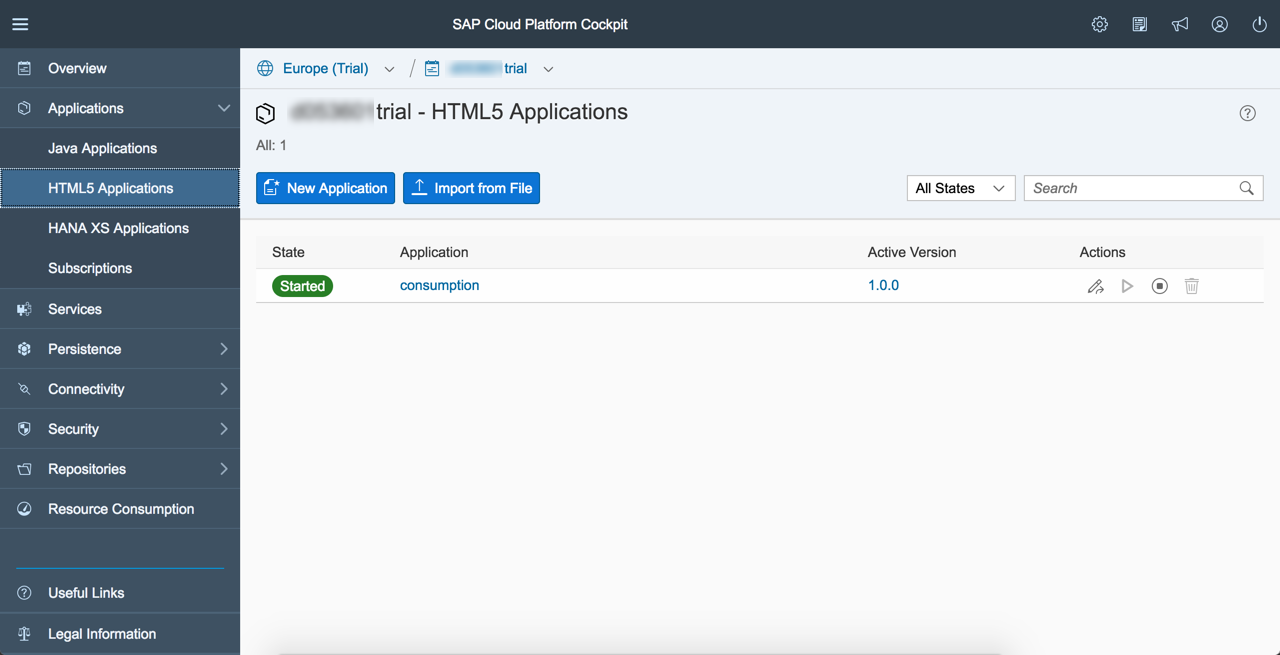 SAP Cloud Platform Cockpit
Overview
Applications
Java Applications
HTML5 Applications
HANA XS Applications
Subscriptions
Services
Persistence
Connectivity
Security
Repositories
Resource Consumption
Useful Links
Legal Information
Europe (Trial) / trial
trial - HTML5 Applications
All: 1
New Application Import from File All States Search
State Application Active Version Actions
Started consumption 1.0.0